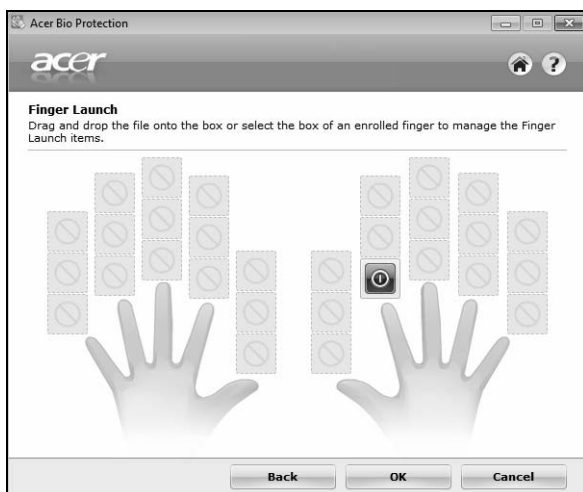 Acer Bio Protection
acer
Finger Launch
Drag and drop the file onto the box or select the box of an enrolled finger to manage the Finger
Launch items.
Back OK Cancel